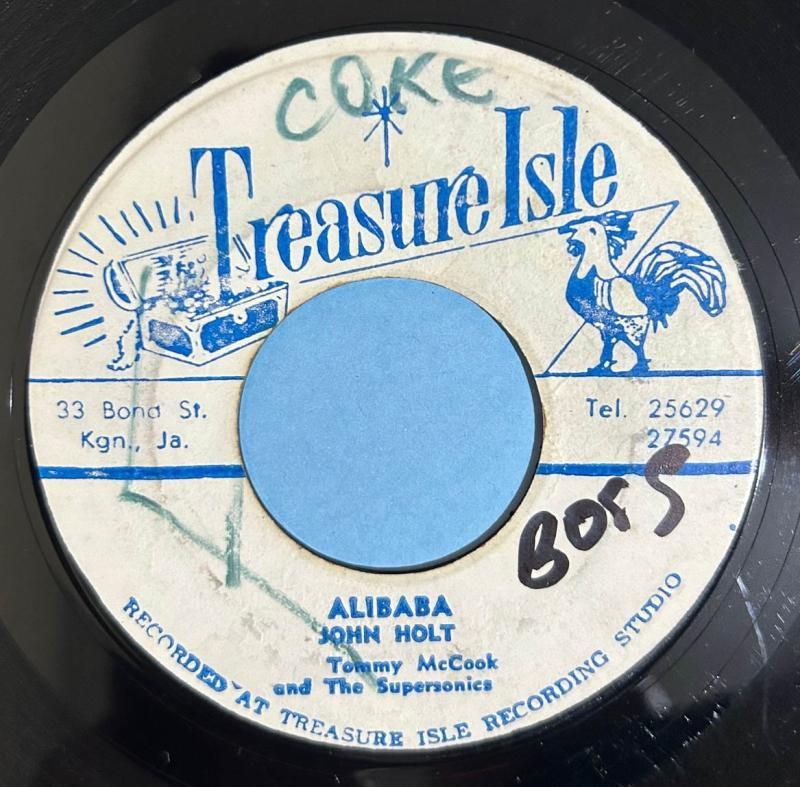 COKE
Treasure Isle
33 Bond St.
Kgn., Ja.
Tel. 25629
27594
ALIBABA
JOHN HOLT
Tommy McCook
and The Supersonics
RECORDED AT TREASURE ISLE RECORDING STUDIO